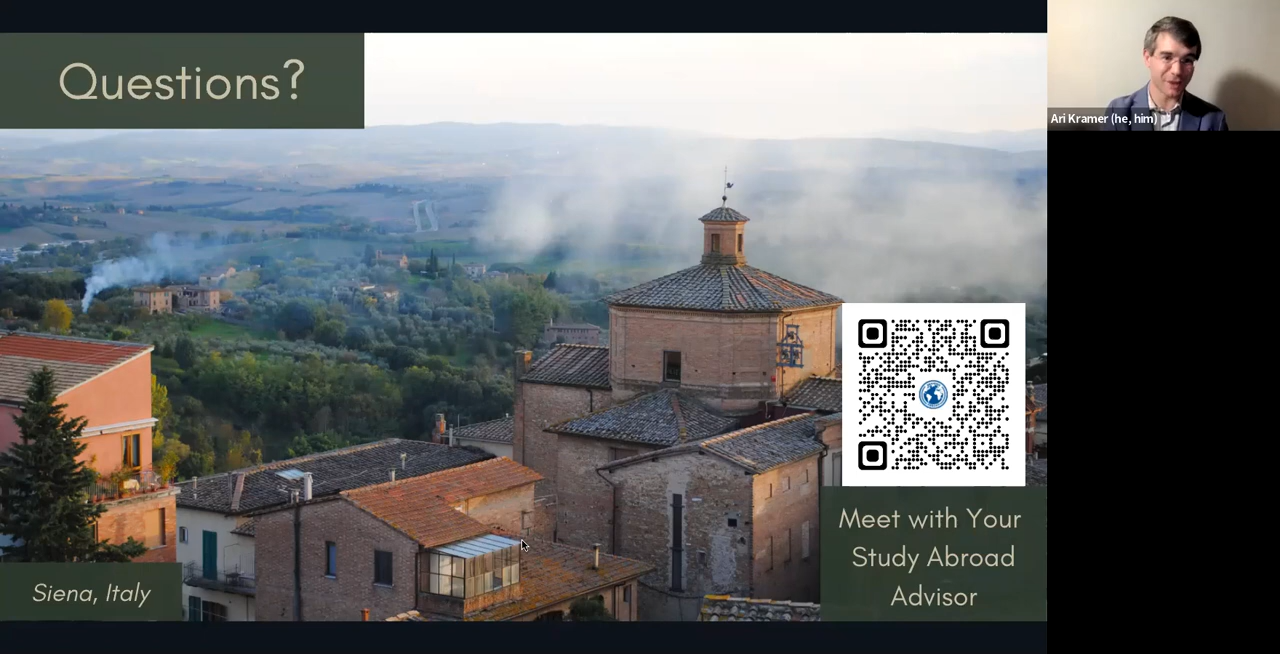 Questions?
Ari Kramer (he, him)
Meet with Your
Study Abroad
Advisor
Siena, Italy